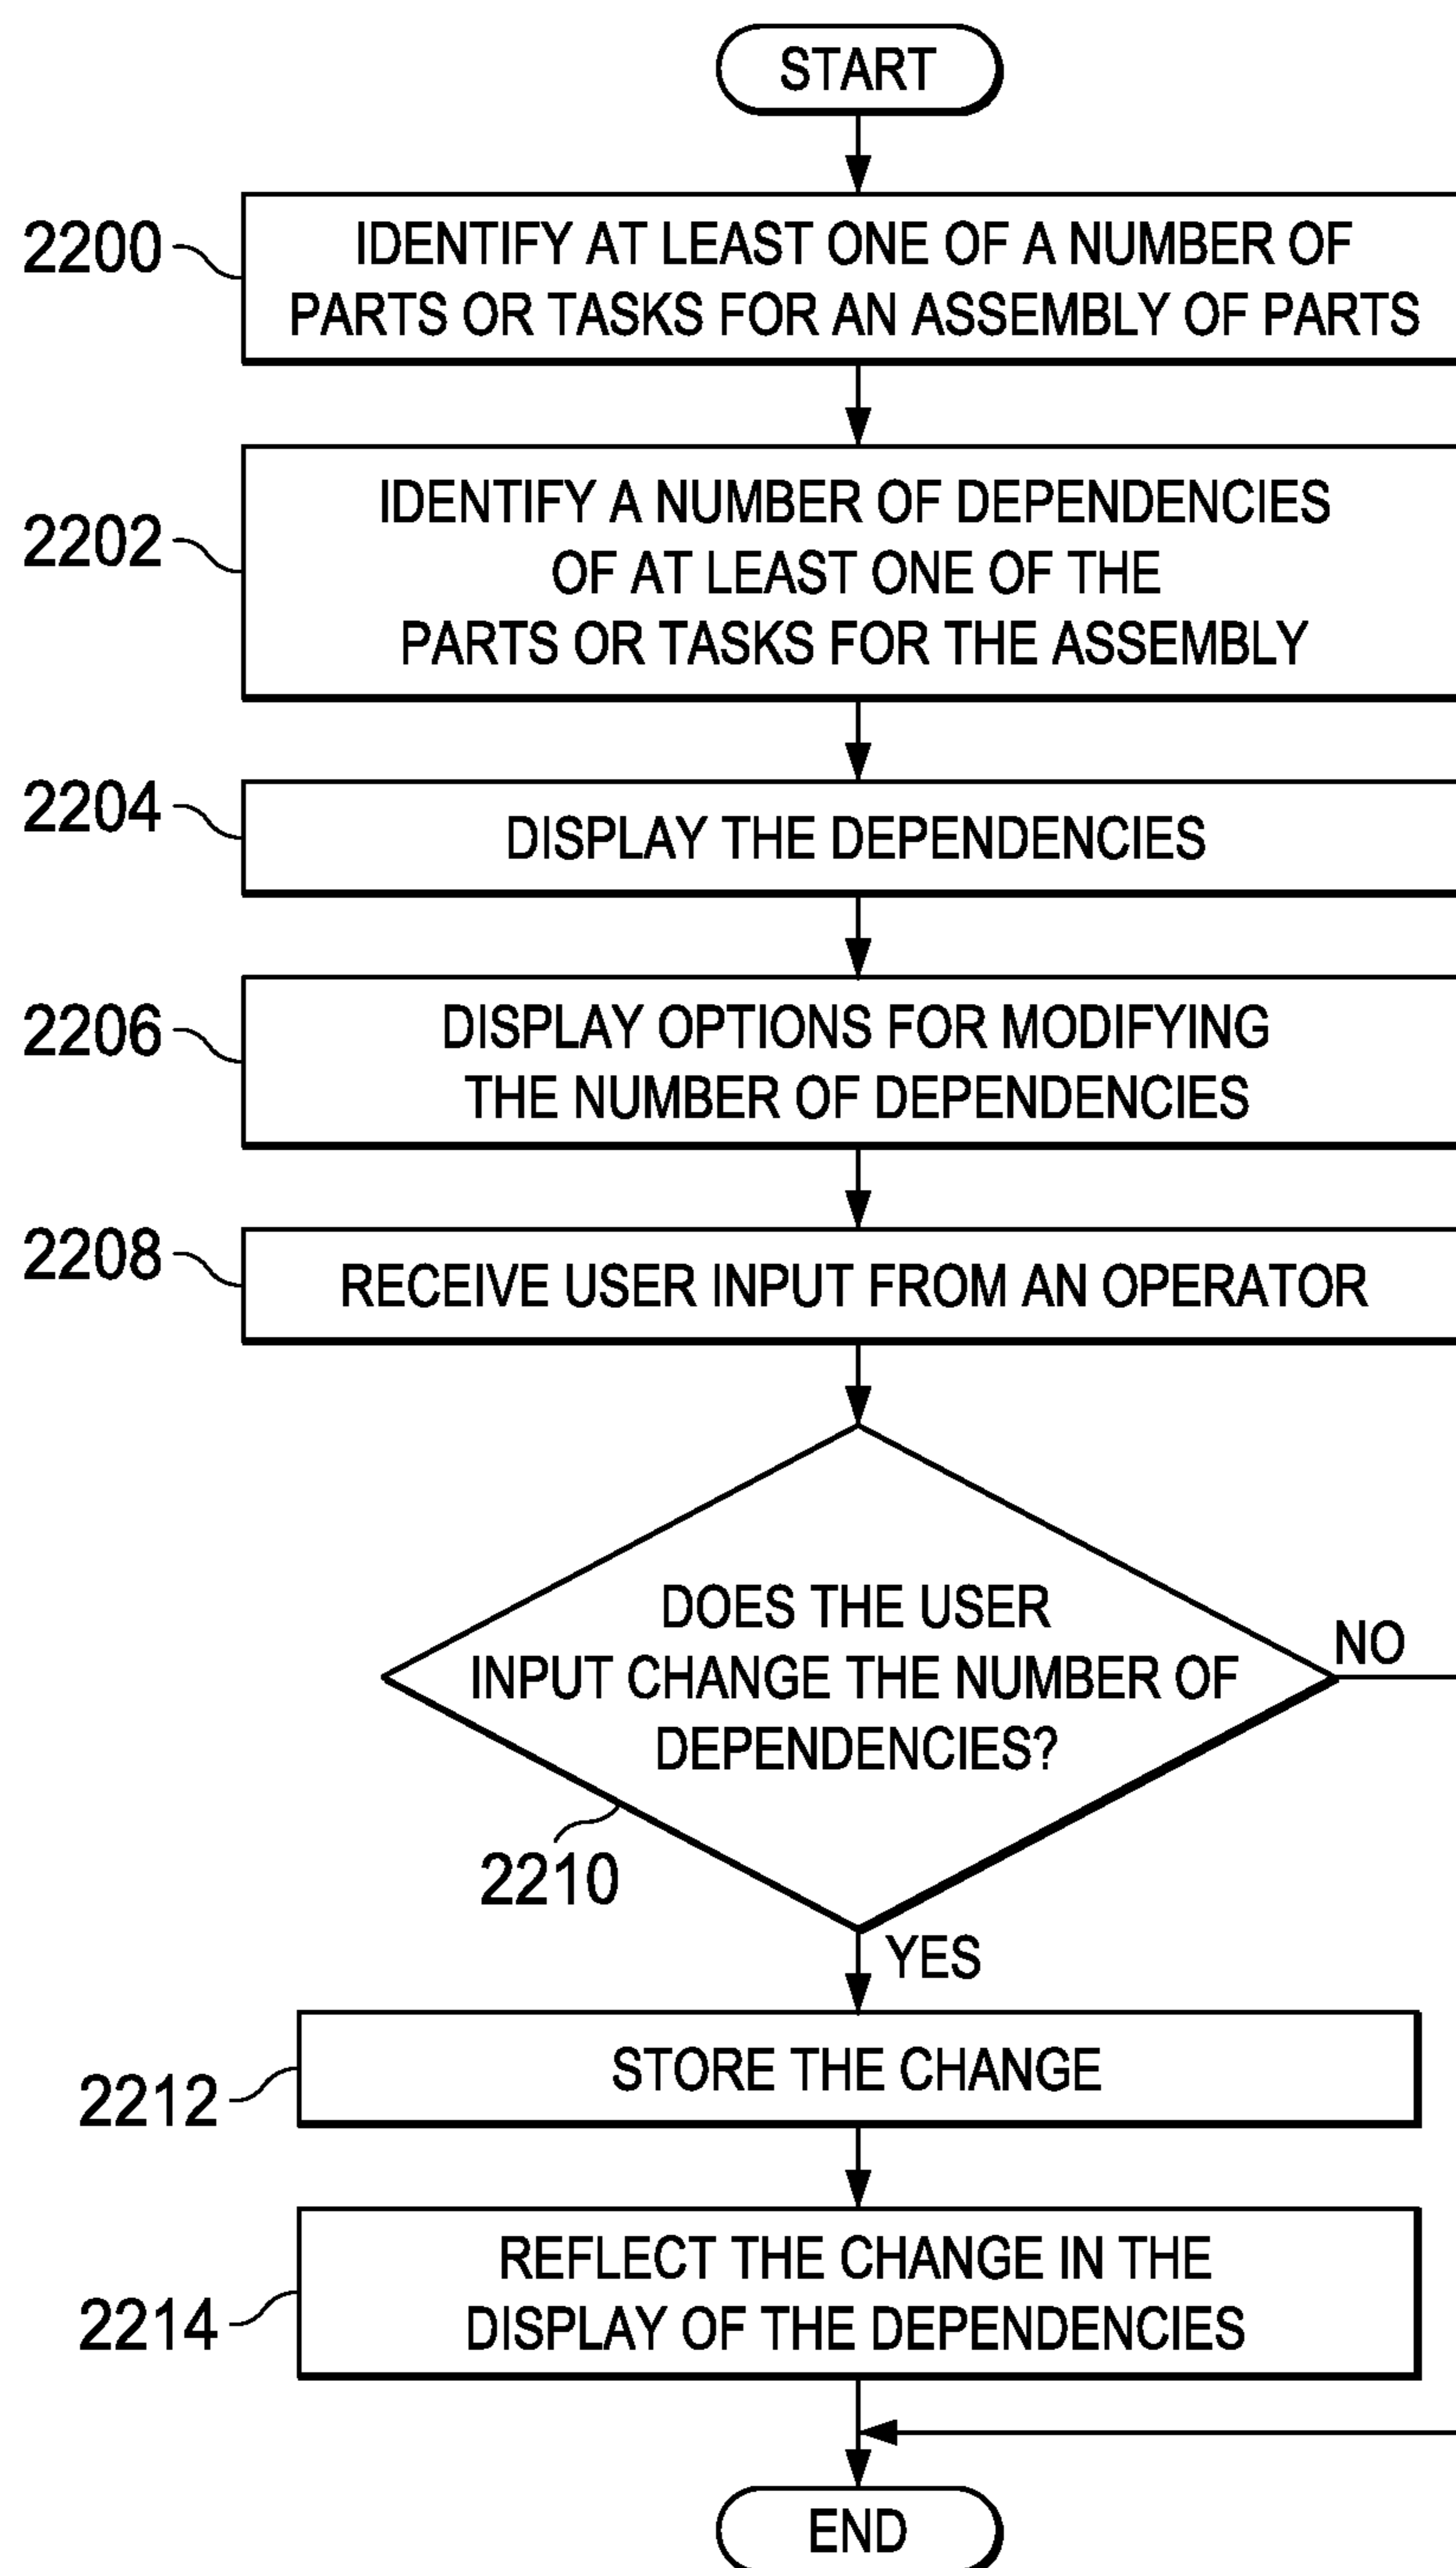 START
2200
IDENTIFY AT LEAST ONE OF A NUMBER OF
PARTS OR TASKS FOR AN ASSEMBLY OF PARTS
2202
IDENTIFY A NUMBER OF DEPENDENCIES
OF AT LEAST ONE OF THE
PARTS OR TASKS FOR THE ASSEMBLY
2204
DISPLAY THE DEPENDENCIES
2206
DISPLAY OPTIONS FOR MODIFYING
THE NUMBER OF DEPENDENCIES
2208
RECEIVE USER INPUT FROM AN OPERATOR
DOES THE USER
INPUT CHANGE THE NUMBER OF
DEPENDENCIES?
NO
2210
YES
STORE THE CHANGE
2212
REFLECT THE CHANGE IN THE
DISPLAY OF THE DEPENDENCIES
2214
END